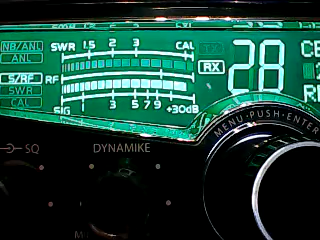 NB/ANL
ANL
S/RF
SWR
CAL
SWR 1.5 2 3 CAL
RF
SIG 1 3 5 7 9 +30dB
TX
RX
28
MENU·PUSH·ENTER
SQ
DYNAMIKE